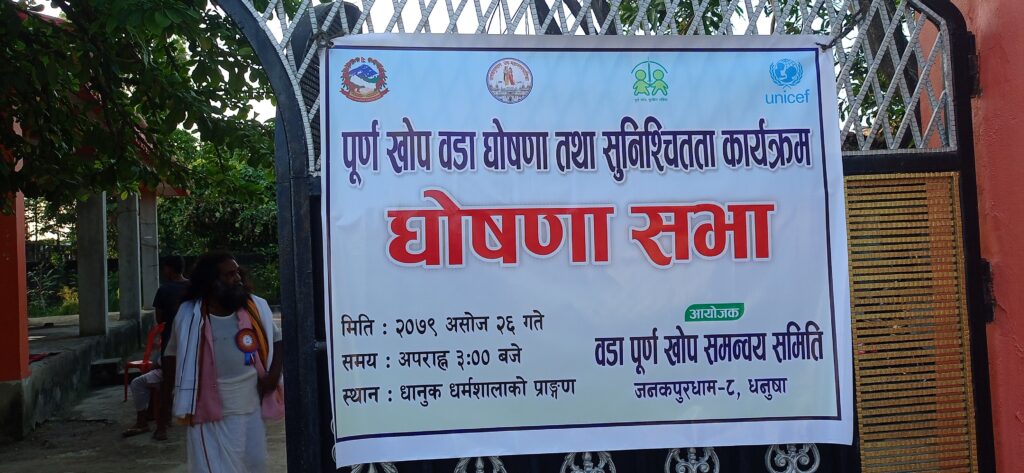 unicef
पूर्ण खोप वडा घोषणा तथा सुनिश्चितता कार्यक्रम
घोषणा सभा
मिति : २०७९ असोज २६ गते
समय : अपराह्न ३:०० बजे
स्थान : धानुक धर्मशालाको प्राङ्गण
आयोजक
वडा पूर्ण खोप समन्वय समिति
जनकपुरधाम-८, धनुषा